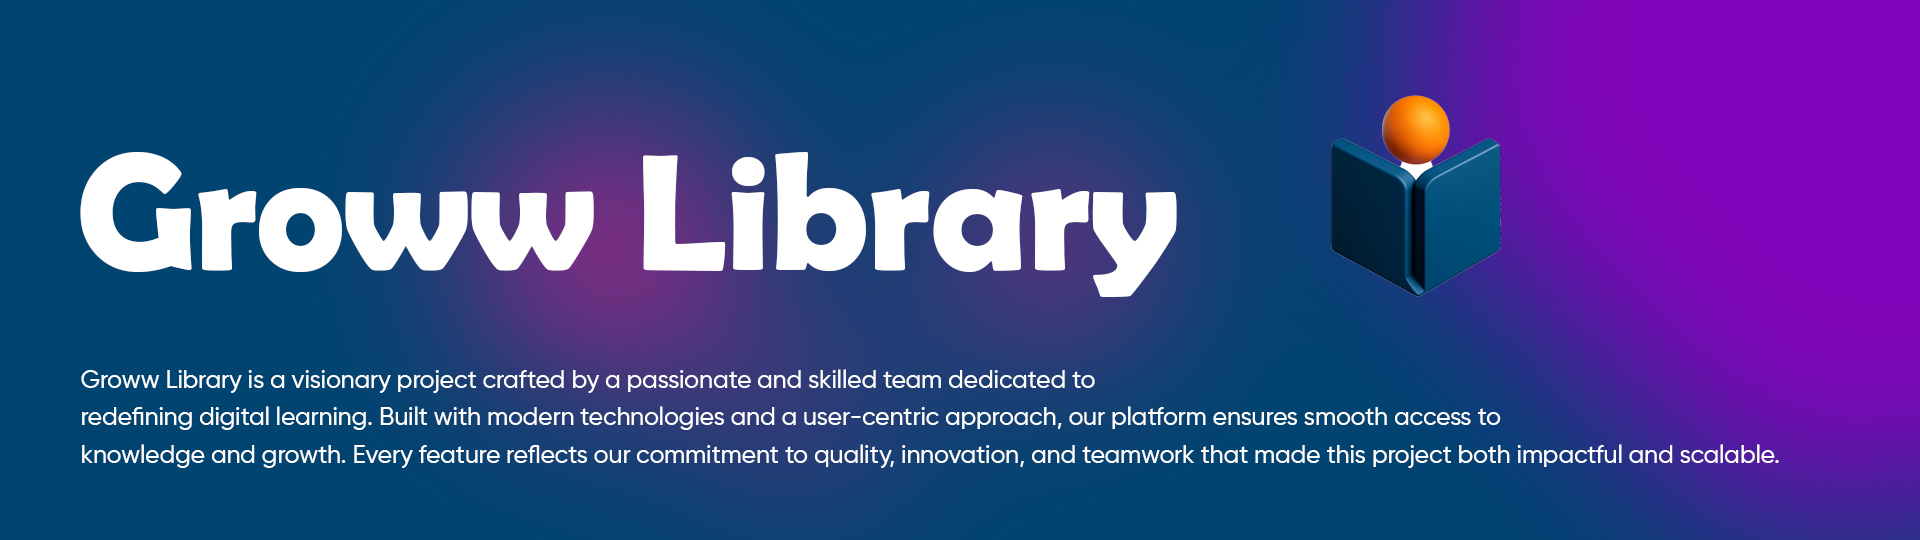 Groww Library
Groww Library is a visionary project crafted by a passionate and skilled team dedicated to
redefining digital learning. Built with modern technologies and a user-centric approach, our platform ensures smooth access to
knowledge and growth. Every feature reflects our commitment to quality, innovation, and teamwork that made this project both impactful and scalable.